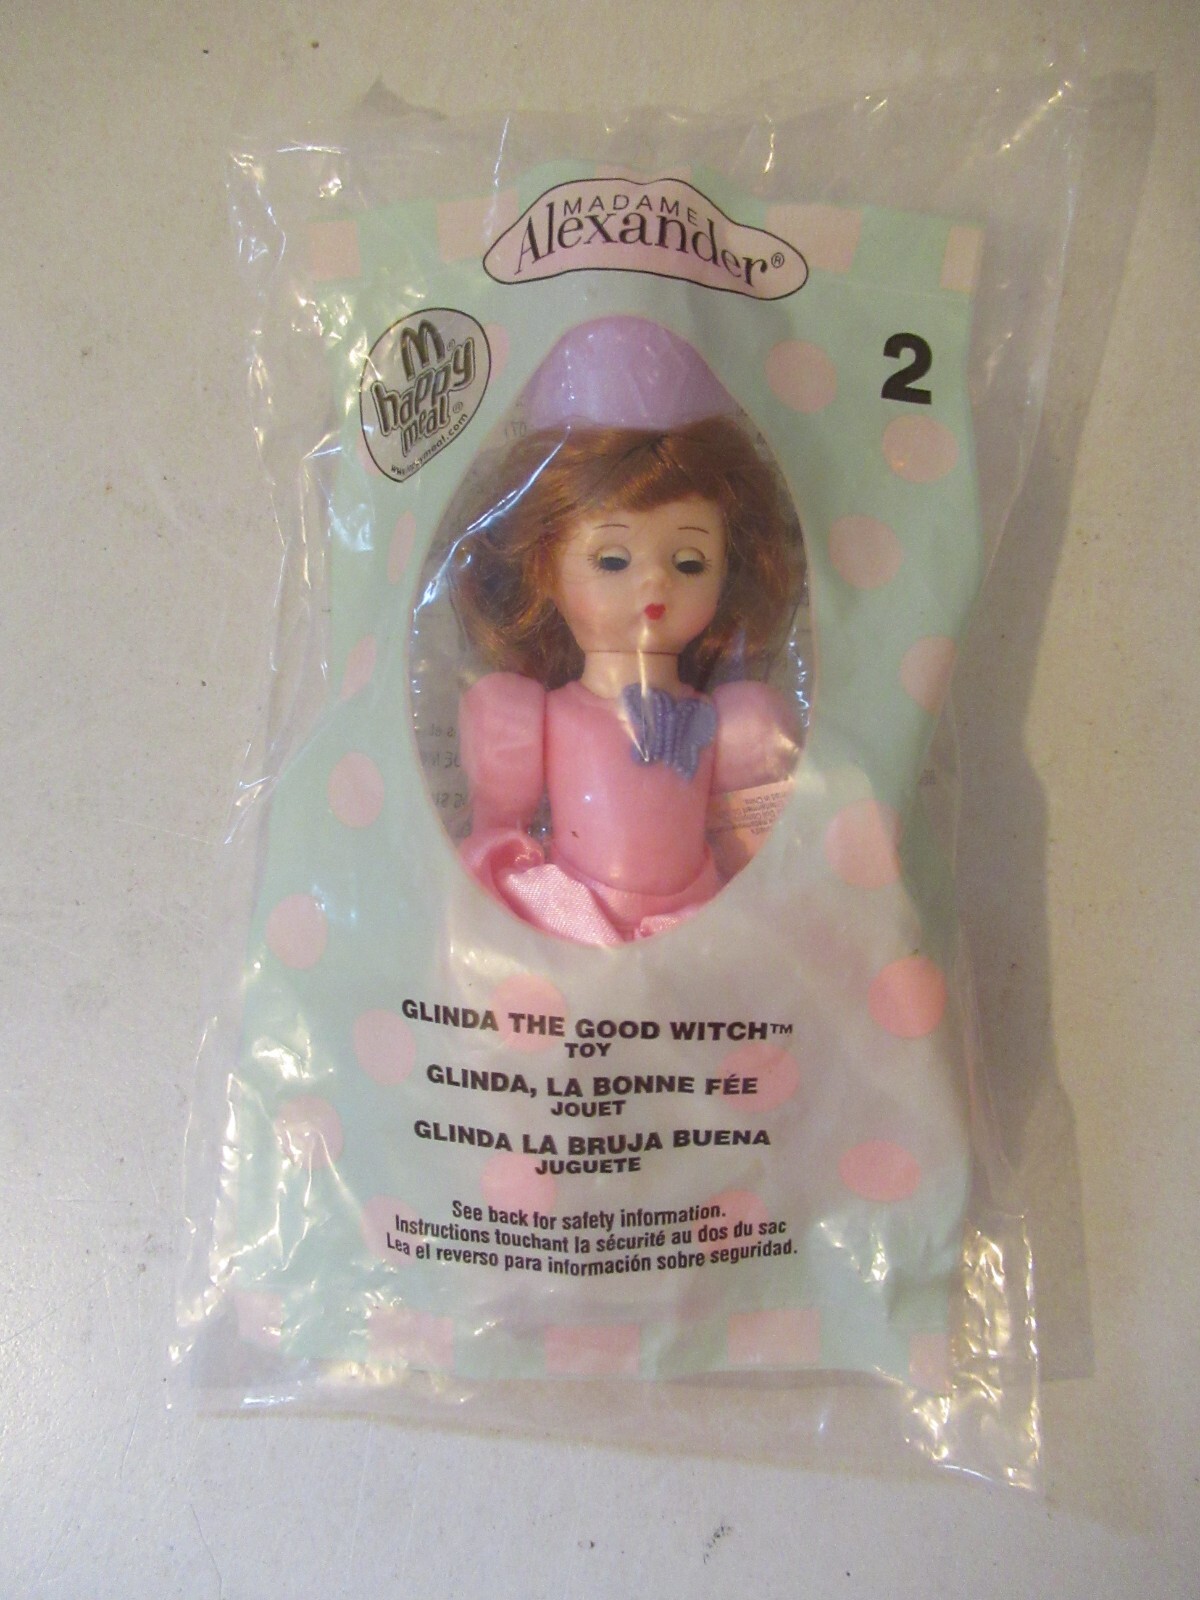 MADAME
Alexander®
2
M
happy
meal®
GLINDA THE GOOD WITCH™
TOY
GLINDA, LA BONNE FÉE
JOUET
GLINDA LA BRUJA BUENA
JUGUETE
See back for safety information.
Instructions touchant la sécurité au dos du sac
Lea el reverso para información sobre seguridad.